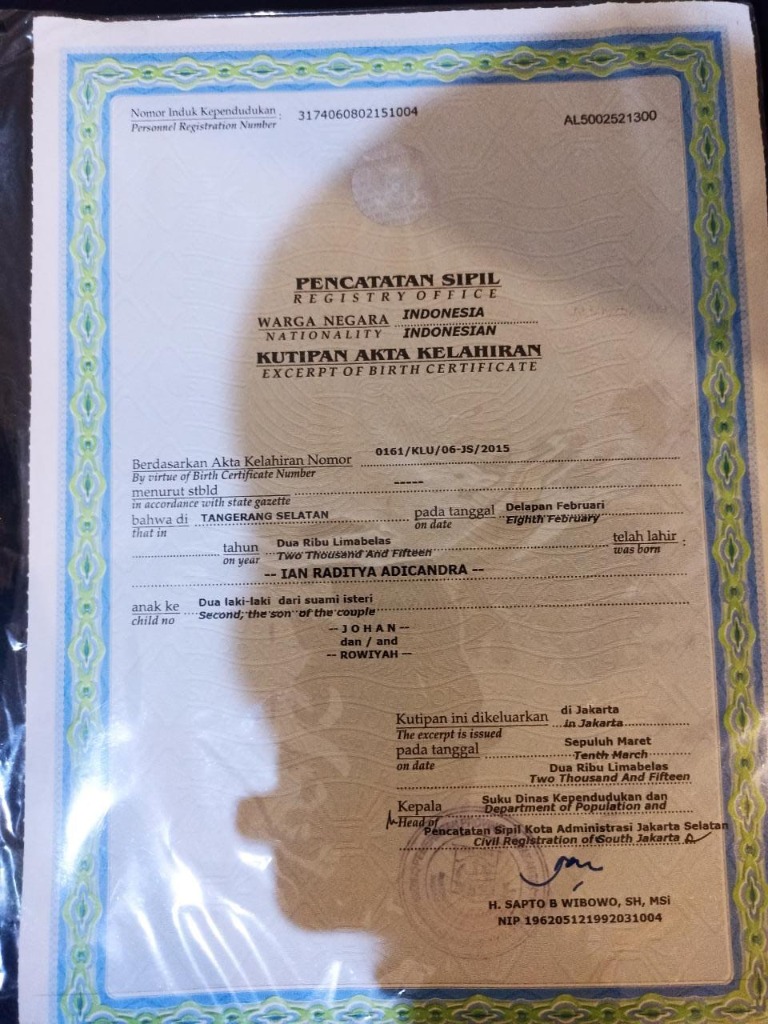 Nomor Induk Kependudukan : 3174060802151004
Personnel Registration Number
AL5002521300
PENCATATAN SIPIL
REGISTRY OFFICE
WARGA NEGARA INDONESIA
NATIONALITY INDONESIAN
KUTIPAN AKTA KELAHIRAN
EXCERPT OF BIRTH CERTIFICATE
Berdasarkan Akta Kelahiran Nomor 0161/KLU/06-JS/2015
By virtue of Birth Certificate Number
menurut stbld -----
in accordance with state gazette
bahwa di TANGERANG SELATAN pada tanggal Delapan Februari
that in on date Eighth February
tahun Dua Ribu Limabelas telah lahir :
on year Two Thousand And Fifteen was born
-- IAN RADITYA ADICANDRA --
anak ke Dua laki-laki dari suami isteri
child no Second, the son of the couple
-- J O H A N --
dan / and
-- ROWIYAH --
Kutipan ini dikeluarkan di Jakarta
The excerpt is issued in Jakarta
pada tanggal Sepuluh Maret
on date Tenth March
Dua Ribu Limabelas
Two Thousand And Fifteen
Kepala Suku Dinas Kependudukan dan
Head of Department of Population and
Pencatatan Sipil Kota Administrasi Jakarta Selatan
Civil Registration of South Jakarta
H. SAPTO B WIBOWO, SH, MSi
NIP 196205121992031004